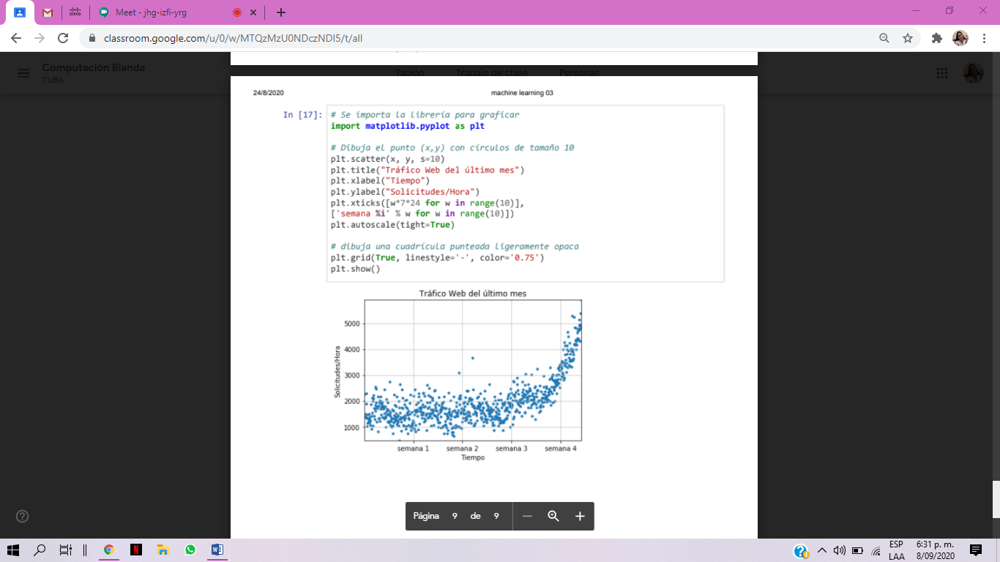 Meet - jhg-izfi-yrg
classroom.google.com/u/0/w/MTQzMzU0NDczNDI5/t/all
Computación Blanda
CUBA
Tablón Trabajo de clase Personas
24/8/2020 machine learning 03
In [17]:
# Se importa la librería para graficar
import matplotlib.pyplot as plt
# Dibuja el punto (x,y) con círculos de tamaño 10
plt.scatter(x, y, s=10)
plt.title("Tráfico Web del último mes")
plt.xlabel("Tiempo")
plt.ylabel("Solicitudes/Hora")
plt.xticks([w*7*24 for w in range(10)],
['semana %i' % w for w in range(10)])
plt.autoscale(tight=True)
# dibuja una cuadrícula punteada ligeramente opaca
plt.grid(True, linestyle='-', color='0.75')
plt.show()
Tráfico Web del último mes
Solicitudes/Hora
5000
4000
3000
2000
1000
semana 1 semana 2 semana 3 semana 4
Tiempo
Página 9 de 9
ESP 6:31 p. m.
LAA 8/09/2020